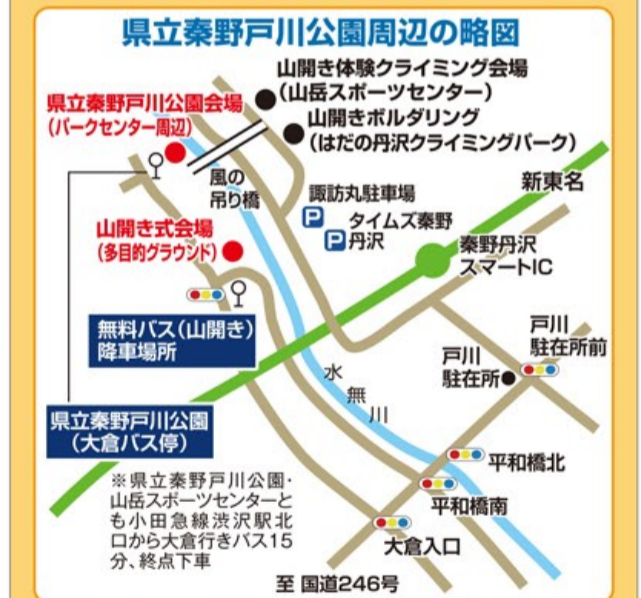 県立秦野戸川公園周辺の略図
山開き体験クライミング会場
(山岳スポーツセンター)
県立秦野戸川公園会場
(パークセンター周辺)
山開きボルダリング
(はだの丹沢クライミングパーク)
風の
吊り橋
諏訪丸駐車場
P
タイムズ秦野
P 丹沢
新東名
山開き式会場
(多目的グラウンド)
秦野丹沢
スマートIC
無料バス(山開き)
降車場所
戸川
駐在所前
戸川
駐在所
水無川
県立秦野戸川公園
(大倉バス停)
平和橋北
平和橋南
大倉入口
※県立秦野戸川公園・
山岳スポーツセンターと
も小田急線渋沢駅北
口から大倉行きバス15
分、終点下車
至 国道246号